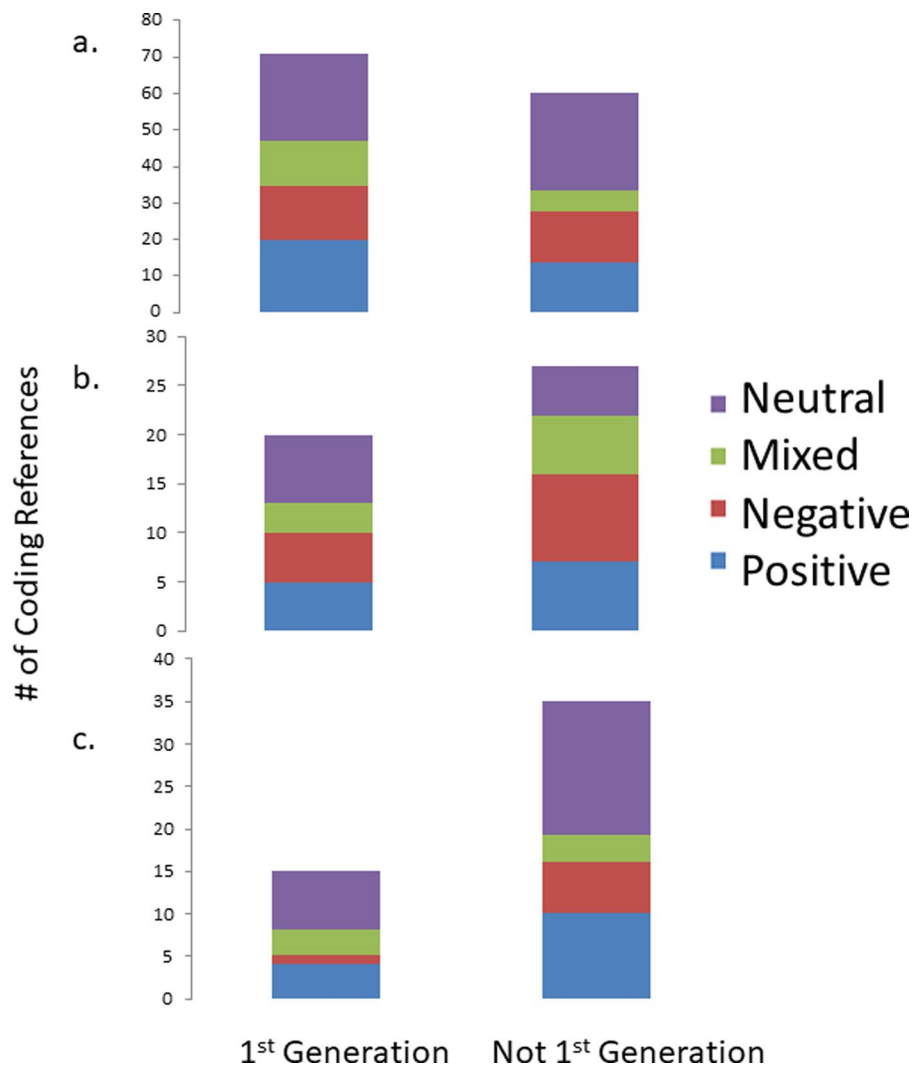 a.
80
70
60
50
40
30
20
10
0
b.
30
25
20
15
10
5
0
c.
40
35
30
25
20
15
10
5
0
# of Coding References
Neutral
Mixed
Negative
Positive
1st Generation
Not 1st Generation